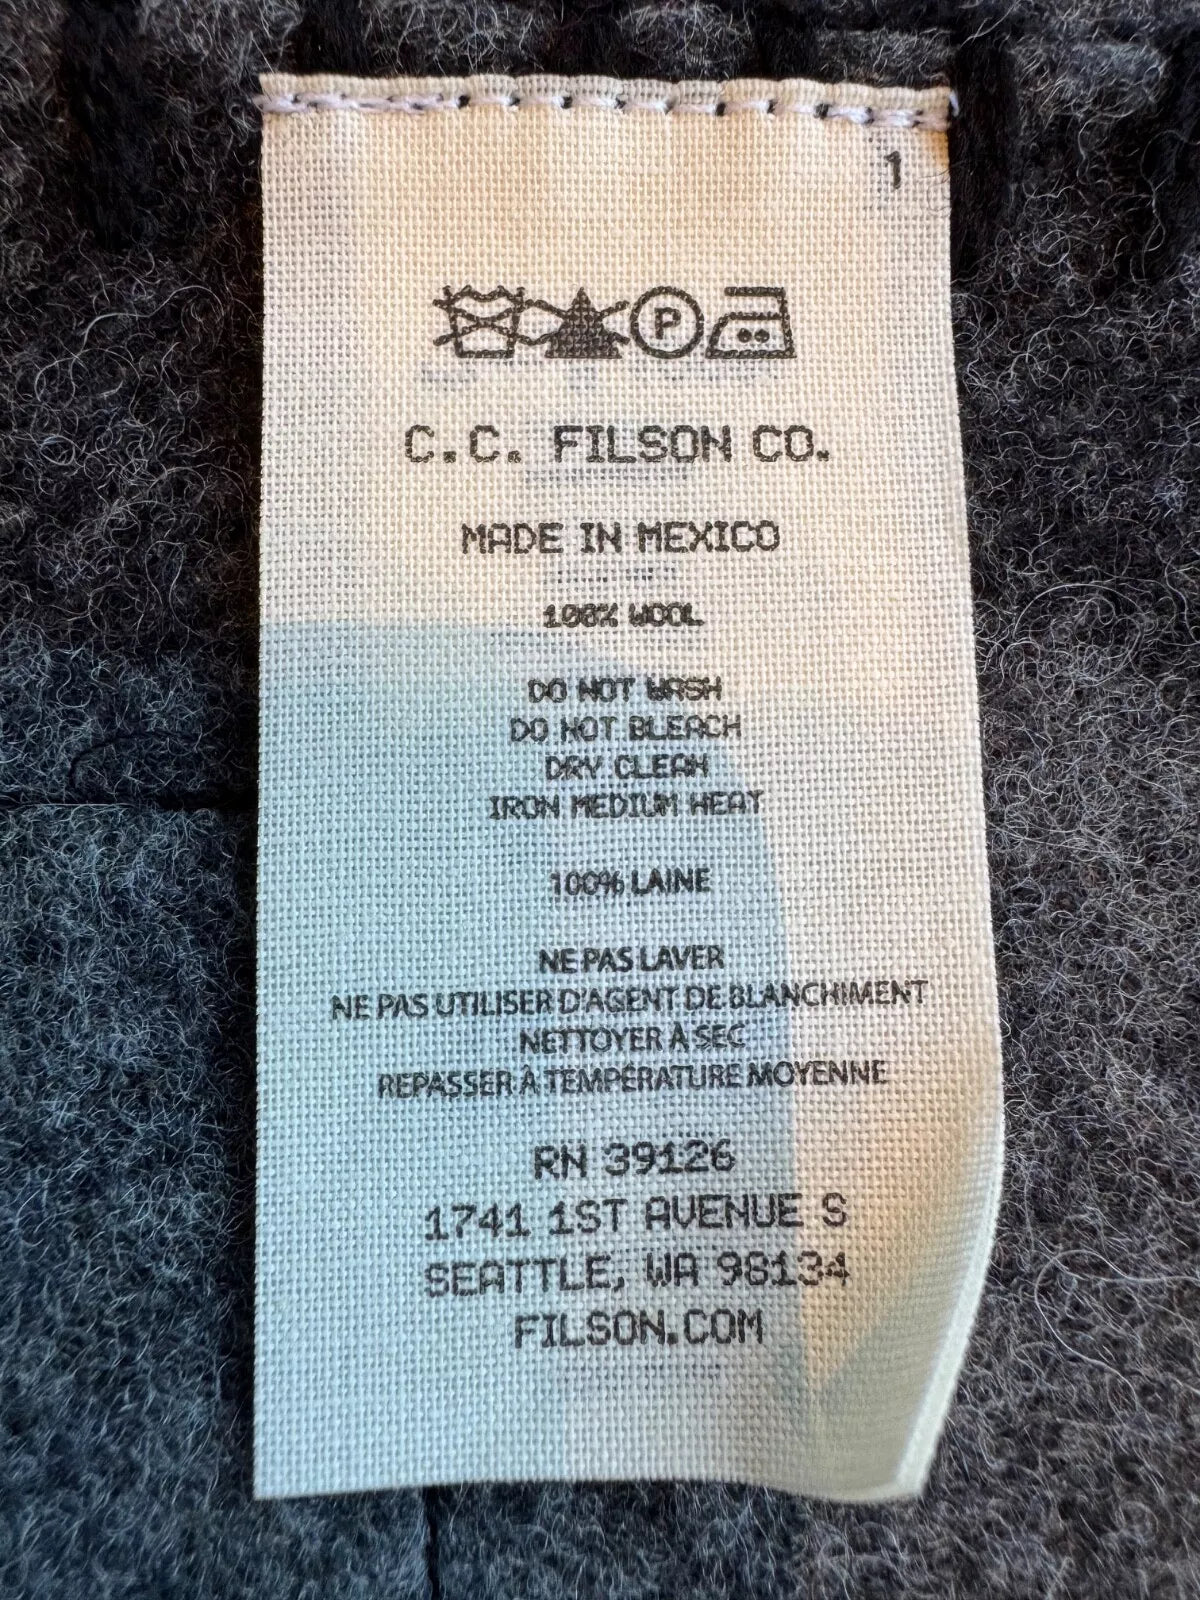 1
P
C.C. FILSON CO.
MADE IN MEXICO
100% WOOL
DO NOT WASH
DO NOT BLEACH
DRY CLEAN
IRON MEDIUM HEAT
100% LAINE
NE PAS LAVER
NE PAS UTILISER D'AGENT DE BLANCHIMENT
NETTOYER À SEC
REPASSER À TEMPÉRATURE MOYENNE
RN 39126
1741 1ST AVENUE S
SEATTLE, WA 98134
FILSON.COM